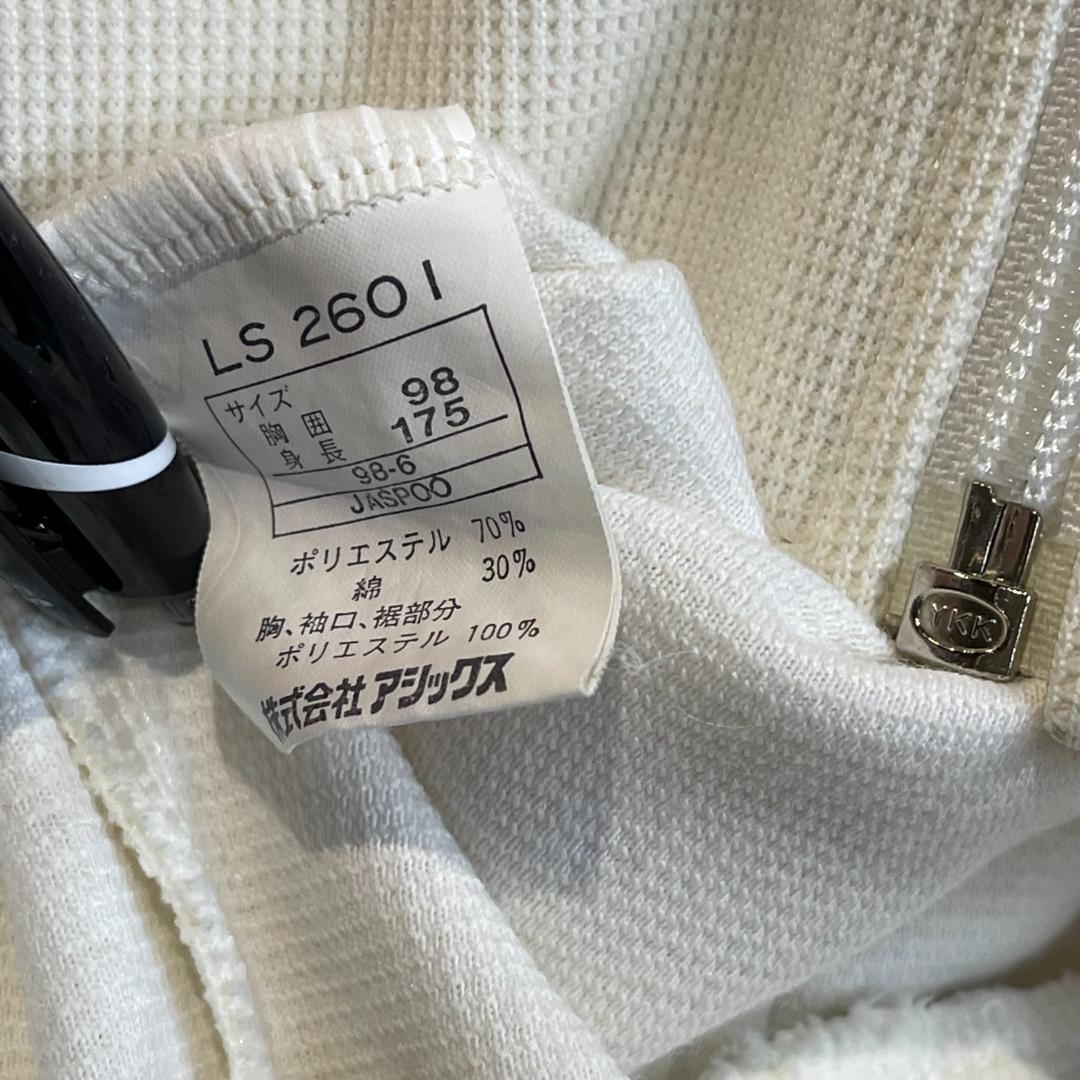 LS 2601
サイズ
胸囲 98
身長 175
98-6
JASPOO
ポリエステル 70%
綿 30%
胸、袖口、裾部分
ポリエステル 100%
株式会社アシックス
YKK